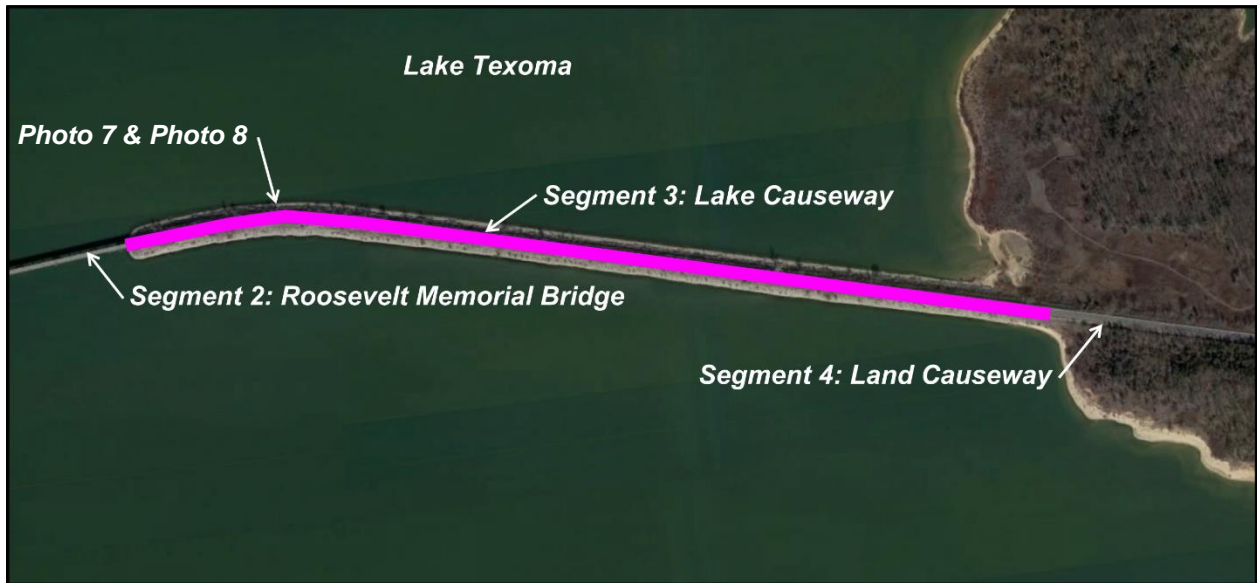 Lake Texoma
Photo 7 & Photo 8
Segment 3: Lake Causeway
Segment 2: Roosevelt Memorial Bridge
Segment 4: Land Causeway